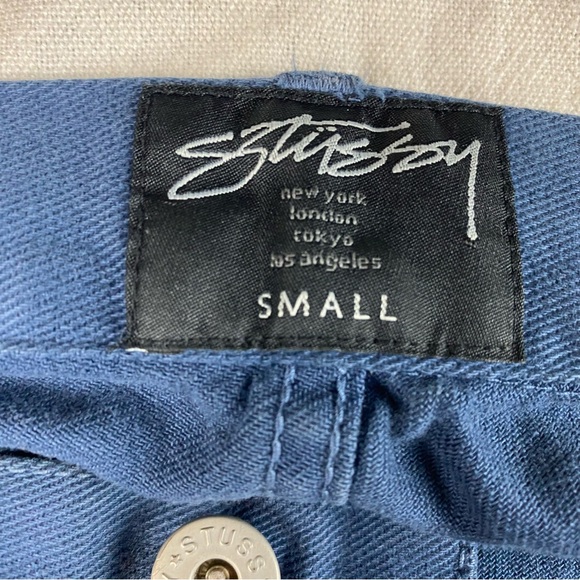 Stüssy
new york
london
tokyo
los angeles
SMALL
Y ★ STUSS